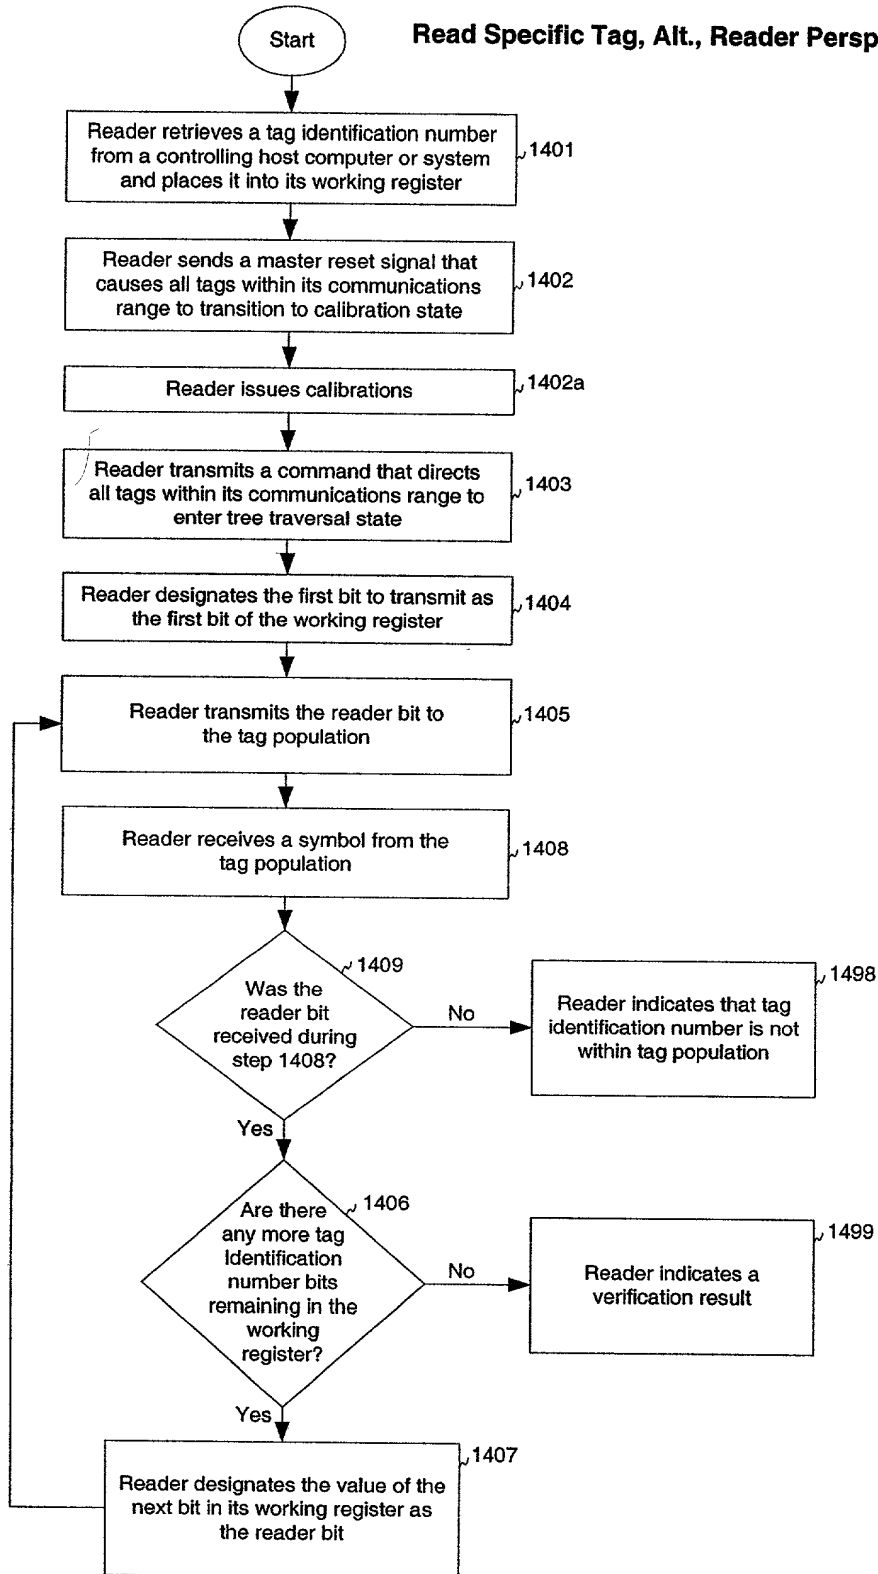 Start
Read Specific Tag, Alt., Reader Persp
Reader retrieves a tag identification number
from a controlling host computer or system
and places it into its working register
1401
Reader sends a master reset signal that
causes all tags within its communications
range to transition to calibration state
1402
Reader issues calibrations
1402a
Reader transmits a command that directs
all tags within its communications range to
enter tree traversal state
1403
Reader designates the first bit to transmit as
the first bit of the working register
1404
Reader transmits the reader bit to
the tag population
1405
Reader receives a symbol from the
tag population
1408
1409
Was the
reader bit
received during
step 1408?
No
1498
Reader indicates that tag
identification number is not
within tag population
Yes
1406
Are there
any more tag
Identification
number bits
remaining in the
working
register?
No
1499
Reader indicates a
verification result
Yes
1407
Reader designates the value of the
next bit in its working register as
the reader bit